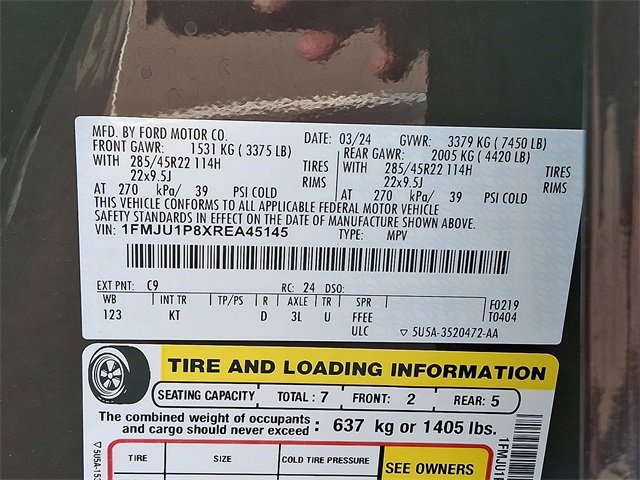 MFD. BY FORD MOTOR CO. DATE: 03/24 GVWR: 3379 KG (7450 LB)
FRONT GAWR: 1531 KG (3375 LB) REAR GAWR: 2005 KG (4420 LB)
WITH 285/45R22 114H TIRES WITH 285/45R22 114H TIRES
22x9.5J RIMS 22x9.5J RIMS
AT 270 kPa/ 39 PSI COLD AT 270 kPa/ 39 PSI COLD
THIS VEHICLE CONFORMS TO ALL APPLICABLE FEDERAL MOTOR VEHICLE
SAFETY STANDARDS IN EFFECT ON THE DATE OF MANUFACTURE SHOWN ABOVE.
VIN: 1FMJU1P8XREA45145 TYPE: MPV
EXT PNT: C9 RC: 24 DSO:
WB INT TR TP/PS R AXLE TR SPR F0219
123 KT D 3L U FFEE T0404
ULC ▽ 5U5A-3520472-AA
TIRE AND LOADING INFORMATION
SEATING CAPACITY TOTAL : 7 FRONT: 2 REAR: 5
The combined weight of occupants
and cargo should never exceed : 637 kg or 1405 lbs.
TIRE SIZE COLD TIRE PRESSURE SEE OWNERS